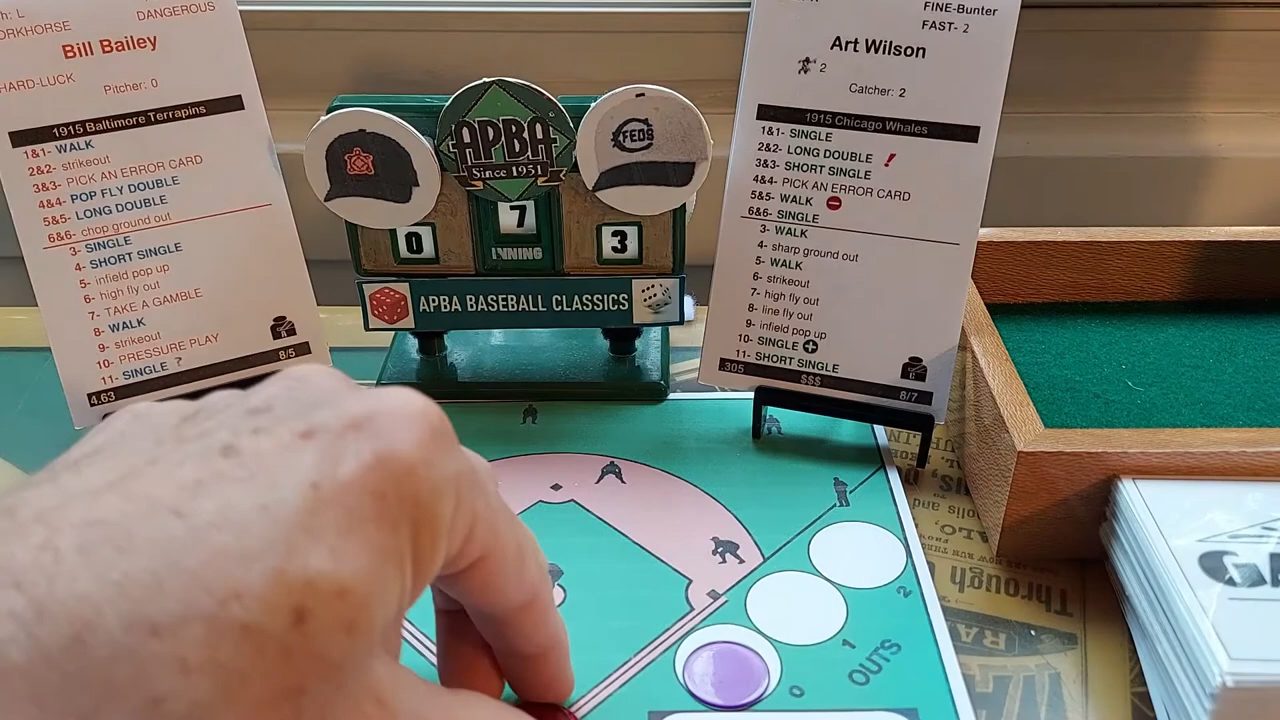 h: L
DANGEROUS
ORKHORSE
Bill Bailey
HARD-LUCK
Pitcher: 0
1915 Baltimore Terrapins
1&1- WALK
2&2- strikeout
3&3- PICK AN ERROR CARD
4&4- POP FLY DOUBLE
5&5- LONG DOUBLE
6&6- chop ground out
3- SINGLE
4- SHORT SINGLE
5- infield pop up
6- high fly out
7- TAKE A GAMBLE
8- WALK
9- strikeout
10- PRESSURE PLAY
11- SINGLE ?
4.63 8/5
APBA
Since 1951
FEDS
0
7
INNING
3
APBA BASEBALL CLASSICS
FINE-Bunter
FAST- 2
Art Wilson
2
Catcher: 2
1915 Chicago Whales
1&1- SINGLE
2&2- LONG DOUBLE !
3&3- SHORT SINGLE
4&4- PICK AN ERROR CARD
5&5- WALK
6&6- SINGLE
3- WALK
4- sharp ground out
5- WALK
6- strikeout
7- high fly out
8- line fly out
9- infield pop up
10- SINGLE
11- SHORT SINGLE
.305 $$$ 8/7
0
1
2
OUTS
Through